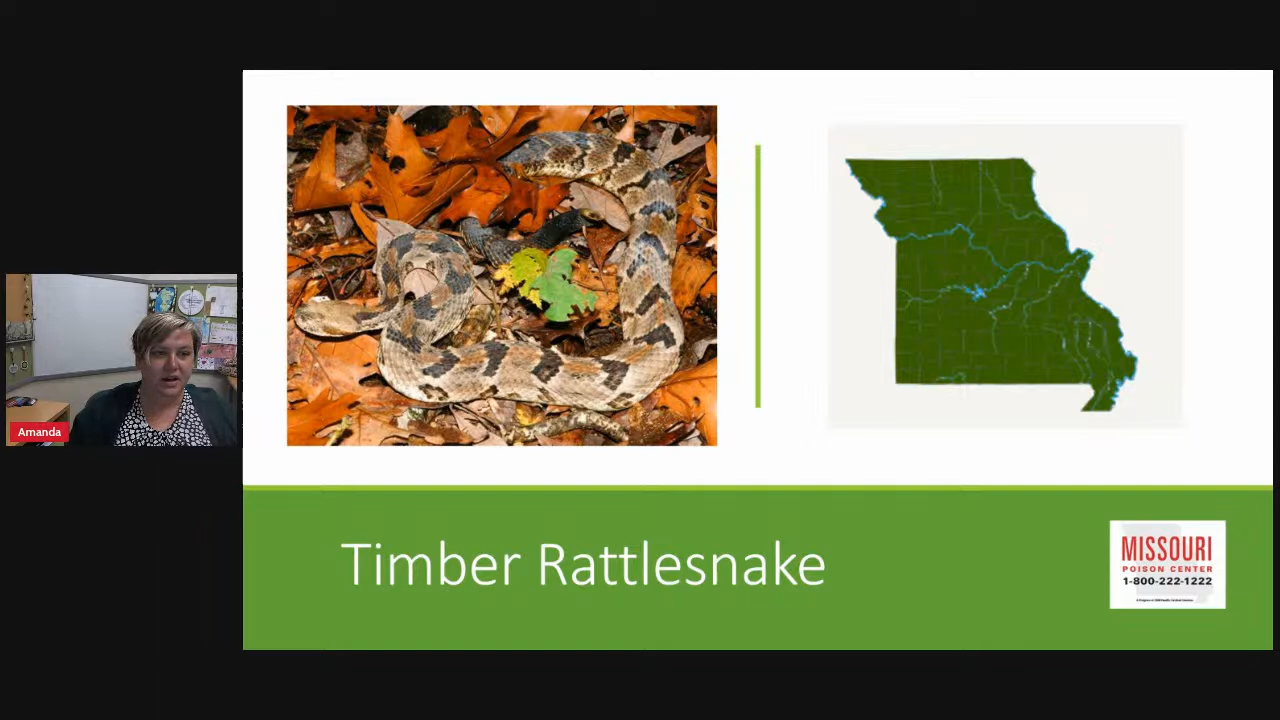 Amanda
Timber Rattlesnake
MISSOURI
POISON CENTER
1-800-222-1222